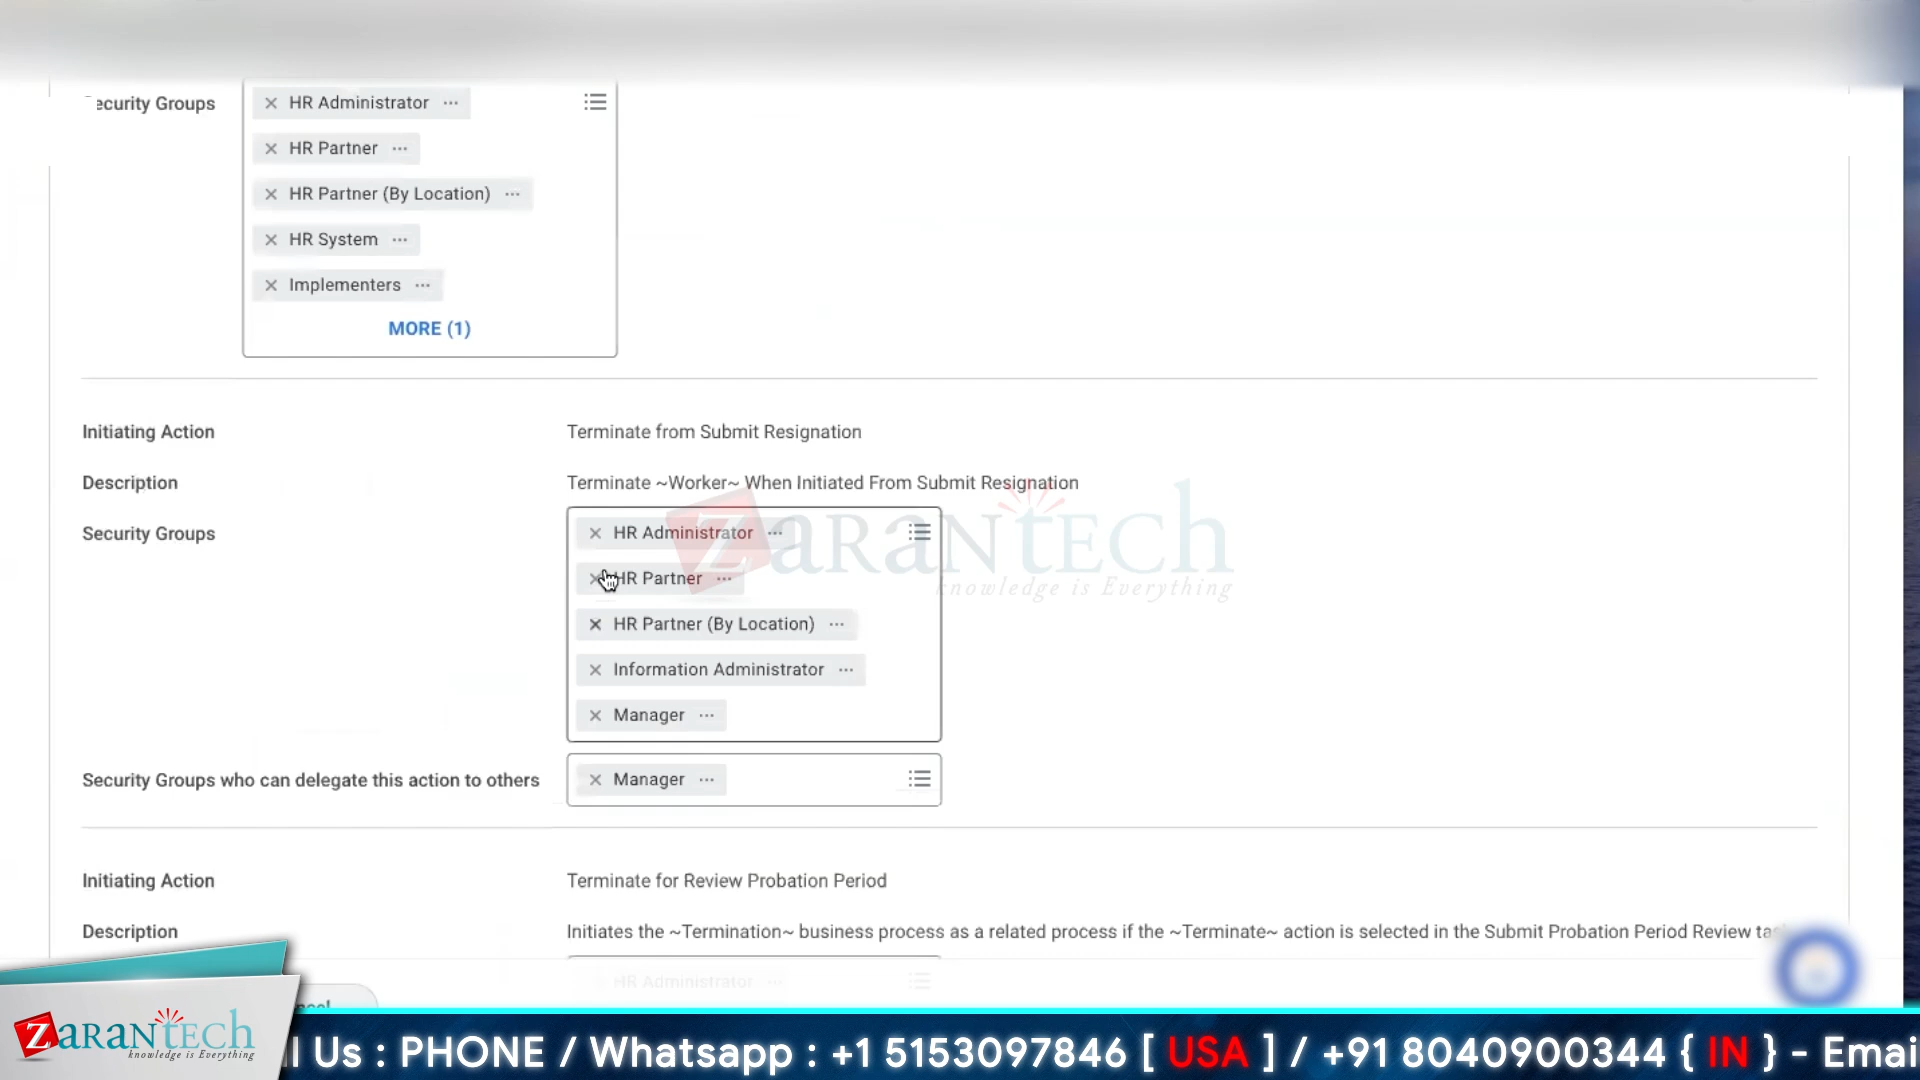 Security Groups
HR Administrator
HR Partner
HR Partner (By Location)
HR System
Implementers
MORE (1)
Initiating Action
Terminate from Submit Resignation
Description
Terminate ~Worker~ When Initiated From Submit Resignation
Security Groups
HR Administrator
HR Partner
HR Partner (By Location)
Information Administrator
Manager
Security Groups who can delegate this action to others
Manager
ZaranTech
knowledge is Everything
Initiating Action
Terminate for Review Probation Period
Description
Initiates the ~Termination~ business process as a related process if the ~Terminate~ action is selected in the Submit Probation Period Review
HR Administrator
ZaranTech
knowledge is Everything
Us : PHONE / Whatsapp : +1 5153097846 [ USA ] / +91 8040900344 { IN } - Emai